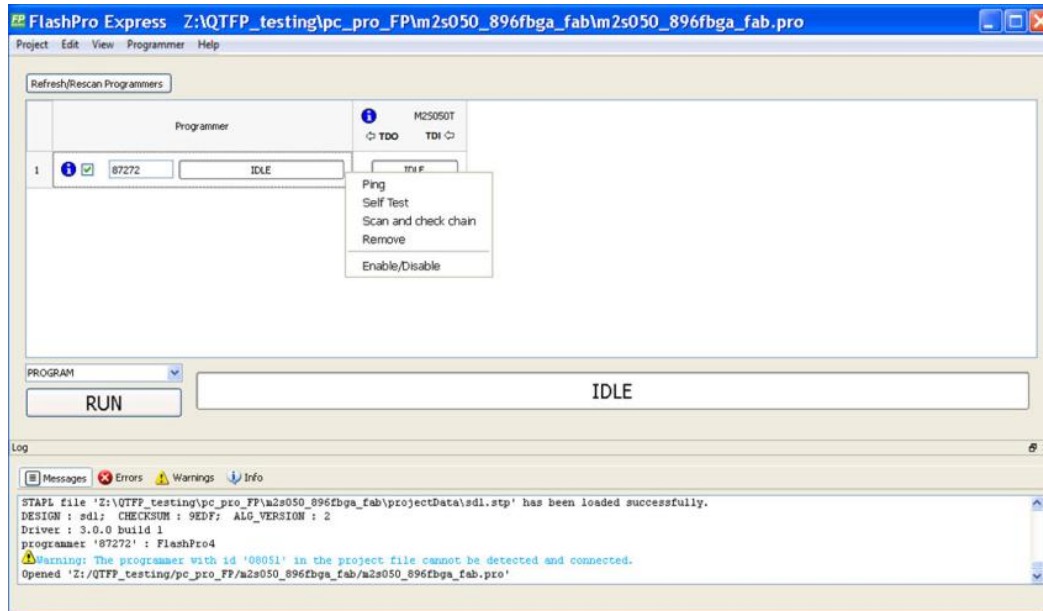 FP FlashPro Express Z:\QTFP_testing\pc_pro_FP\m2s050_896fbga_fab\m2s050_896fbga_fab.pro
Project Edit View Programmer Help
Refresh/Rescan Programmers
Programmer
M2S050T
TDO TDI
1 87272 IDLE IDLE
Ping
Self Test
Scan and check chain
Remove
Enable/Disable
PROGRAM
RUN
IDLE
Log
Messages Errors Warnings Info
STAPL file 'Z:\QTFP_testing\pc_pro_FP\m2s050_896fbga_fab\projectData\sdl.stp' has been loaded successfully.
DESIGN : sdl; CHECKSUM : 9EDF; ALG_VERSION : 2
Driver : 3.0.0 build 1
programmer '87272' : FlashPro4
Warning: The programmer with id '08051' in the project file cannot be detected and connected.
Opened 'Z:/QTFP_testing/pc_pro_FP/m2s050_896fbga_fab/m2s050_896fbga_fab.pro'